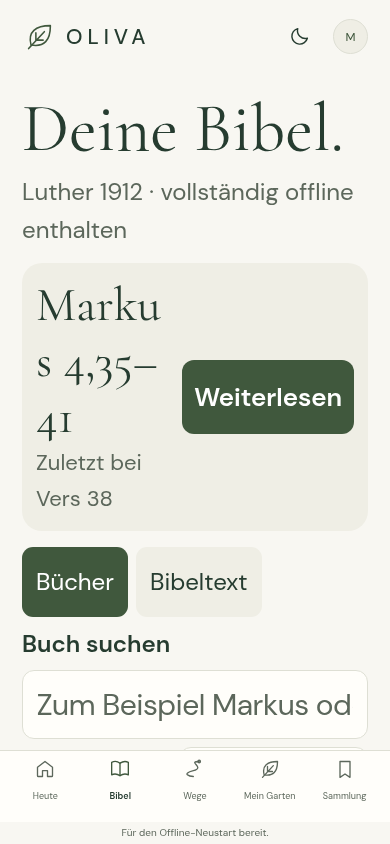 OLIVA
M
Deine Bibel.
Luther 1912 · vollständig offline
enthalten
Marku
s 4,35–
41
Zuletzt bei
Vers 38
Weiterlesen
Bücher
Bibeltext
Buch suchen
Zum Beispiel Markus od
Heute
Bibel
Wege
Mein Garten
Sammlung
Für den Offline-Neustart bereit.